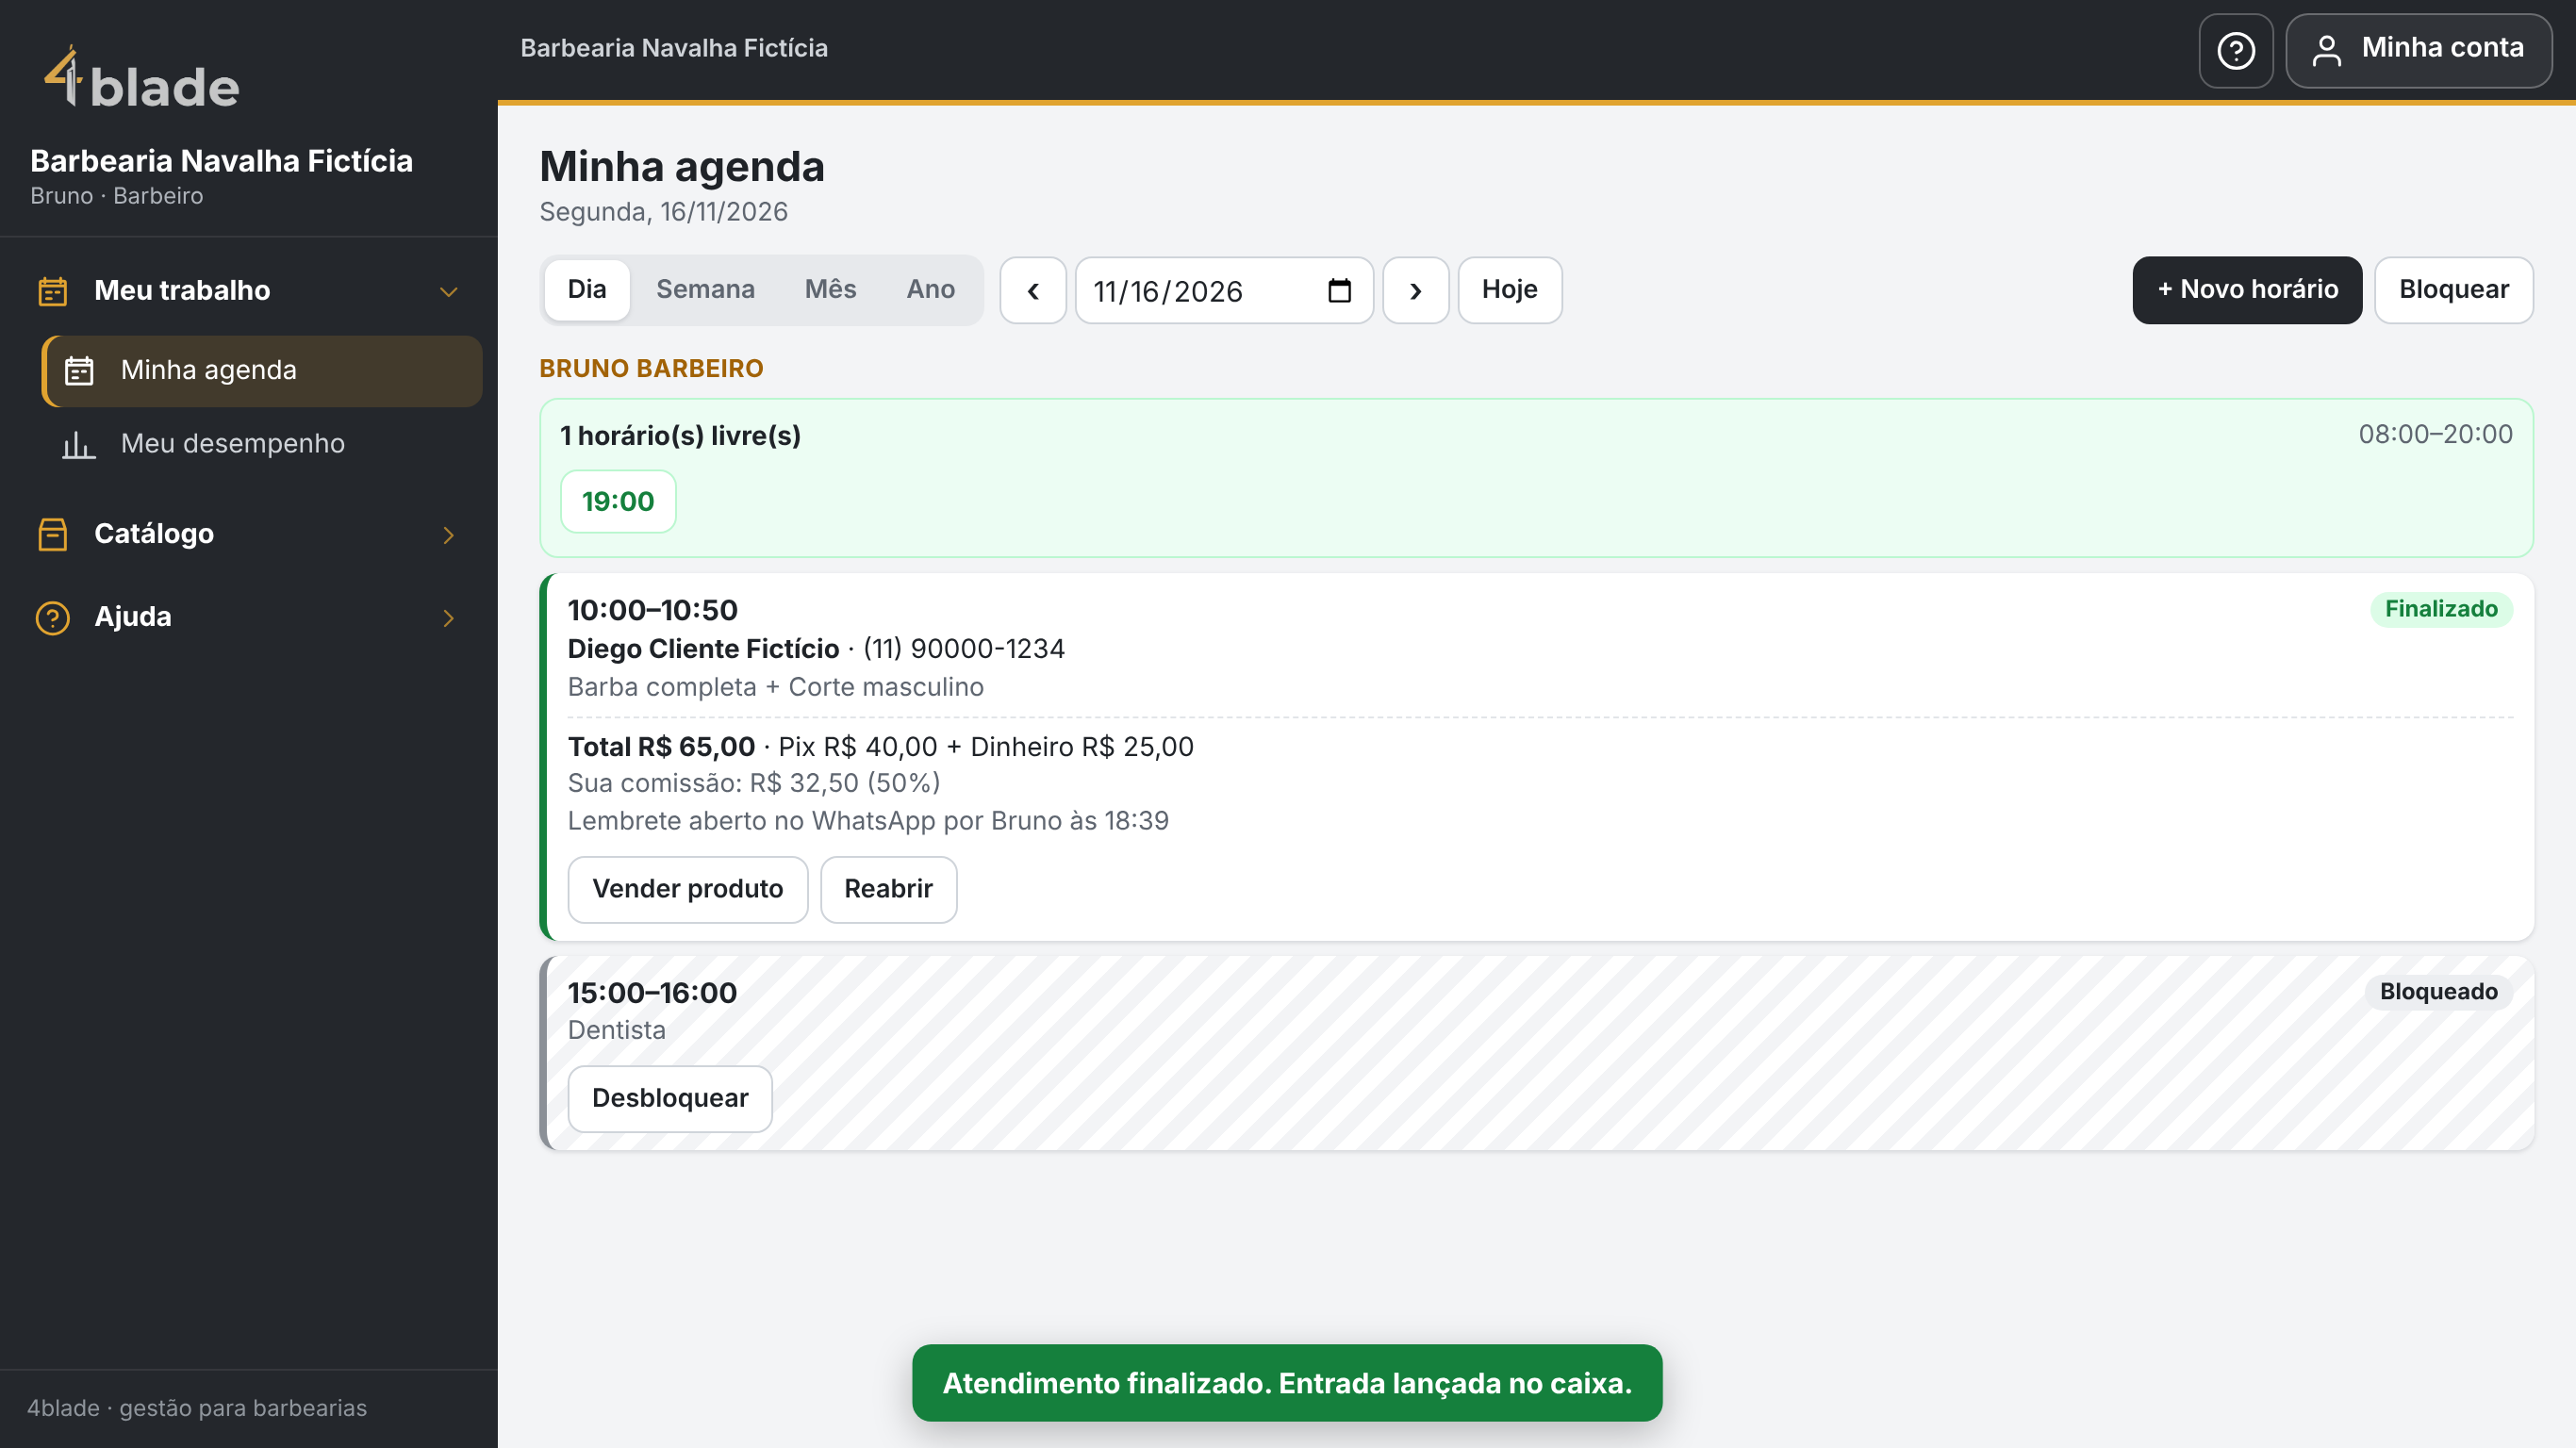 4blade
Barbearia Navalha Fictícia
Bruno · Barbeiro
Meu trabalho
Minha agenda
Meu desempenho
Catálogo
Ajuda
4blade · gestão para barbearias
Barbearia Navalha Fictícia
Minha conta
Minha agenda
Segunda, 16/11/2026
Dia Semana Mês Ano ‹ 11/16/2026 › Hoje + Novo horário Bloquear
BRUNO BARBEIRO
1 horário(s) livre(s) 08:00–20:00
19:00
10:00–10:50 Finalizado
Diego Cliente Fictício · (11) 90000-1234
Barba completa + Corte masculino
Total R$ 65,00 · Pix R$ 40,00 + Dinheiro R$ 25,00
Sua comissão: R$ 32,50 (50%)
Lembrete aberto no WhatsApp por Bruno às 18:39
Vender produto Reabrir
15:00–16:00 Bloqueado
Dentista
Desbloquear
Atendimento finalizado. Entrada lançada no caixa.